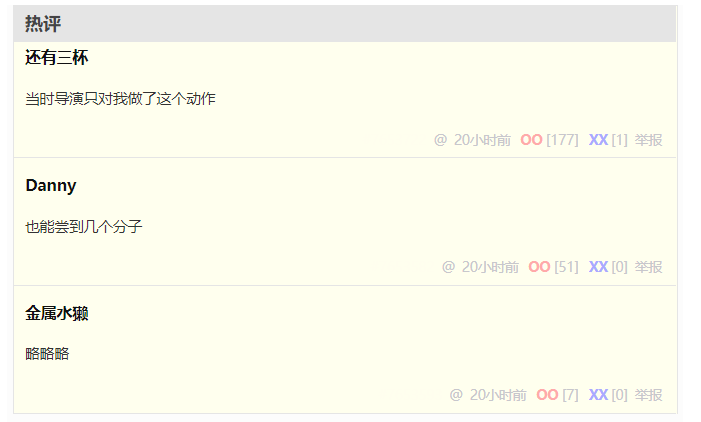 热评
还有三杯
当时导演只对我做了这个动作
@ 20小时前 OO [177] XX [1] 举报
Danny
也能尝到几个分子
@ 20小时前 OO [51] XX [0] 举报
金属水獭
略略略
@ 20小时前 OO [7] XX [0] 举报